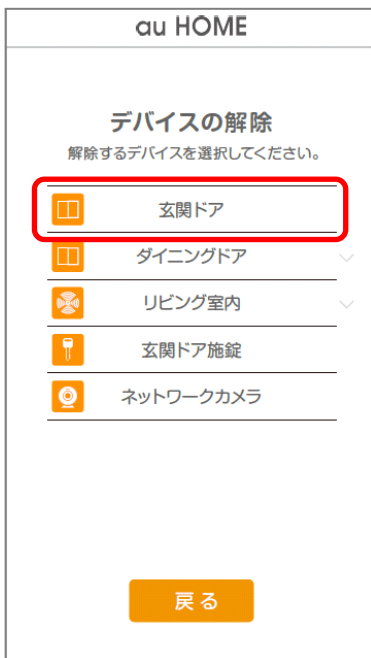 au HOME
デバイスの解除
解除するデバイスを選択してください。
玄関ドア
ダイニングドア
リビング室内
玄関ドア施錠
ネットワークカメラ
戻る